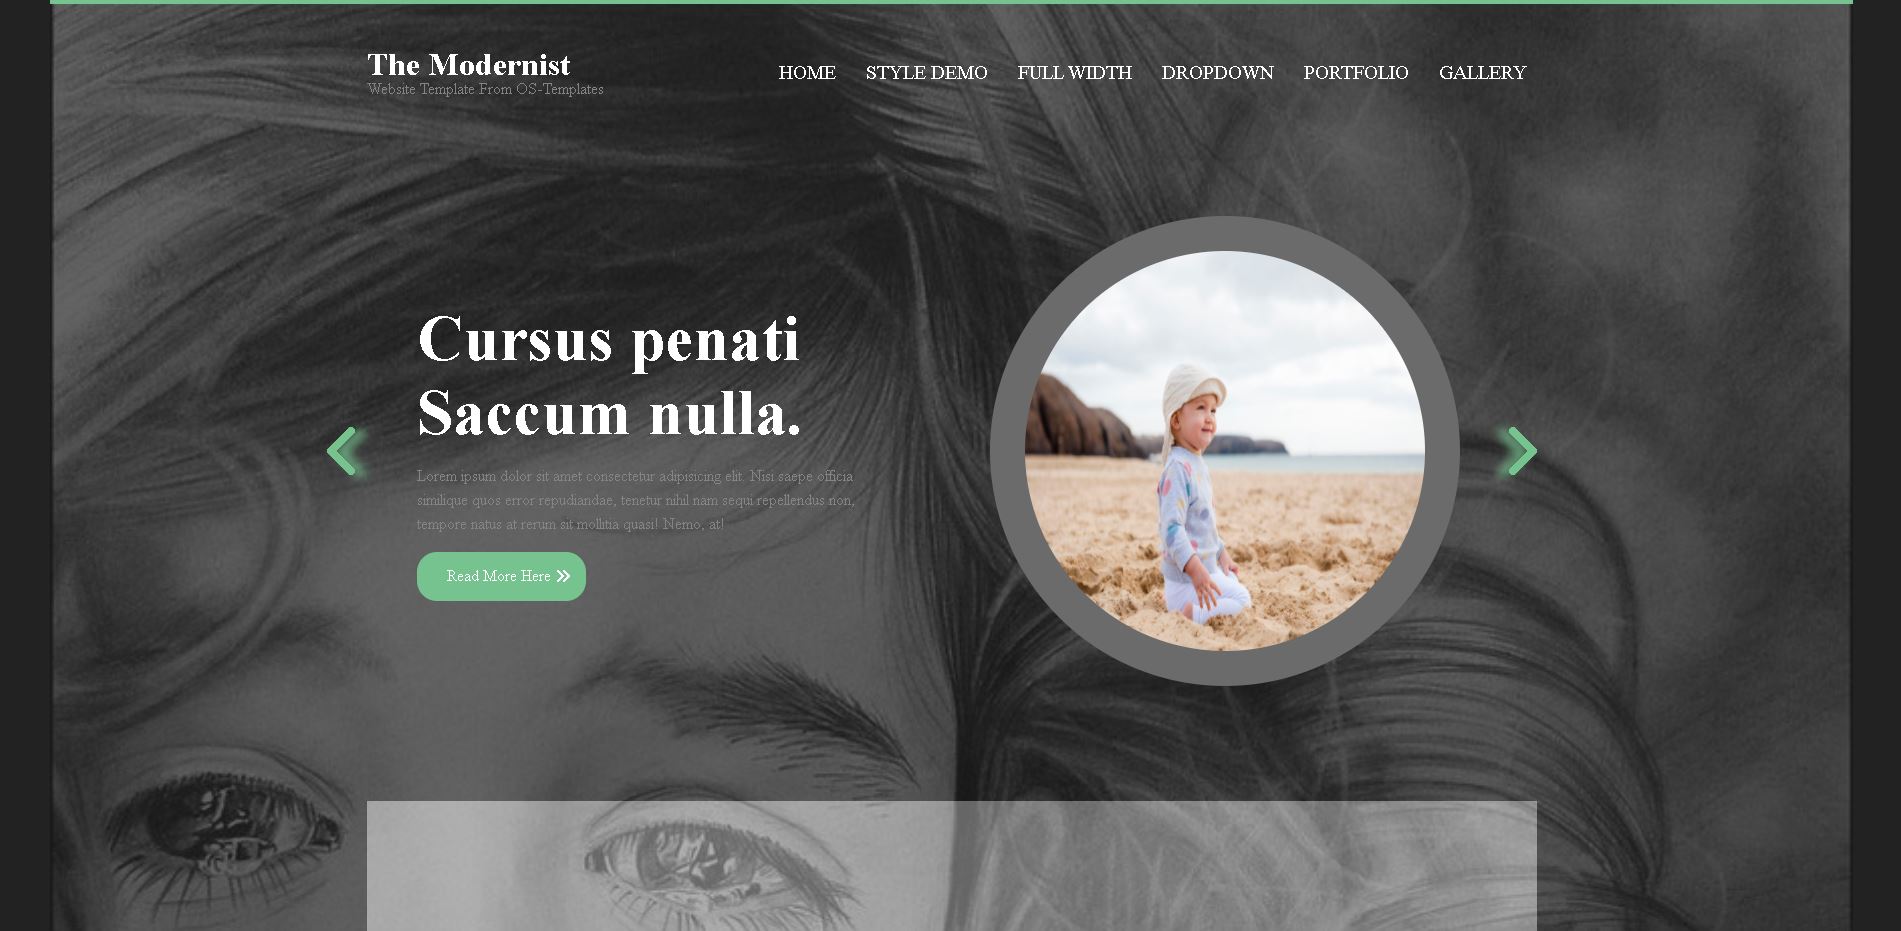 The Modernist
Website Template From OS-Templates
HOME STYLE DEMO FULL WIDTH DROPDOWN PORTFOLIO GALLERY
Cursus penati
Saccum nulla.
Lorem ipsum dolor sit amet consectetur adipisicing elit. Nisi saepe officia
similique quos error repudiandae, tenetur nihil nam sequi repellendus non,
tempore natus at rerum sit mollitia quasi! Nemo, at!
Read More Here